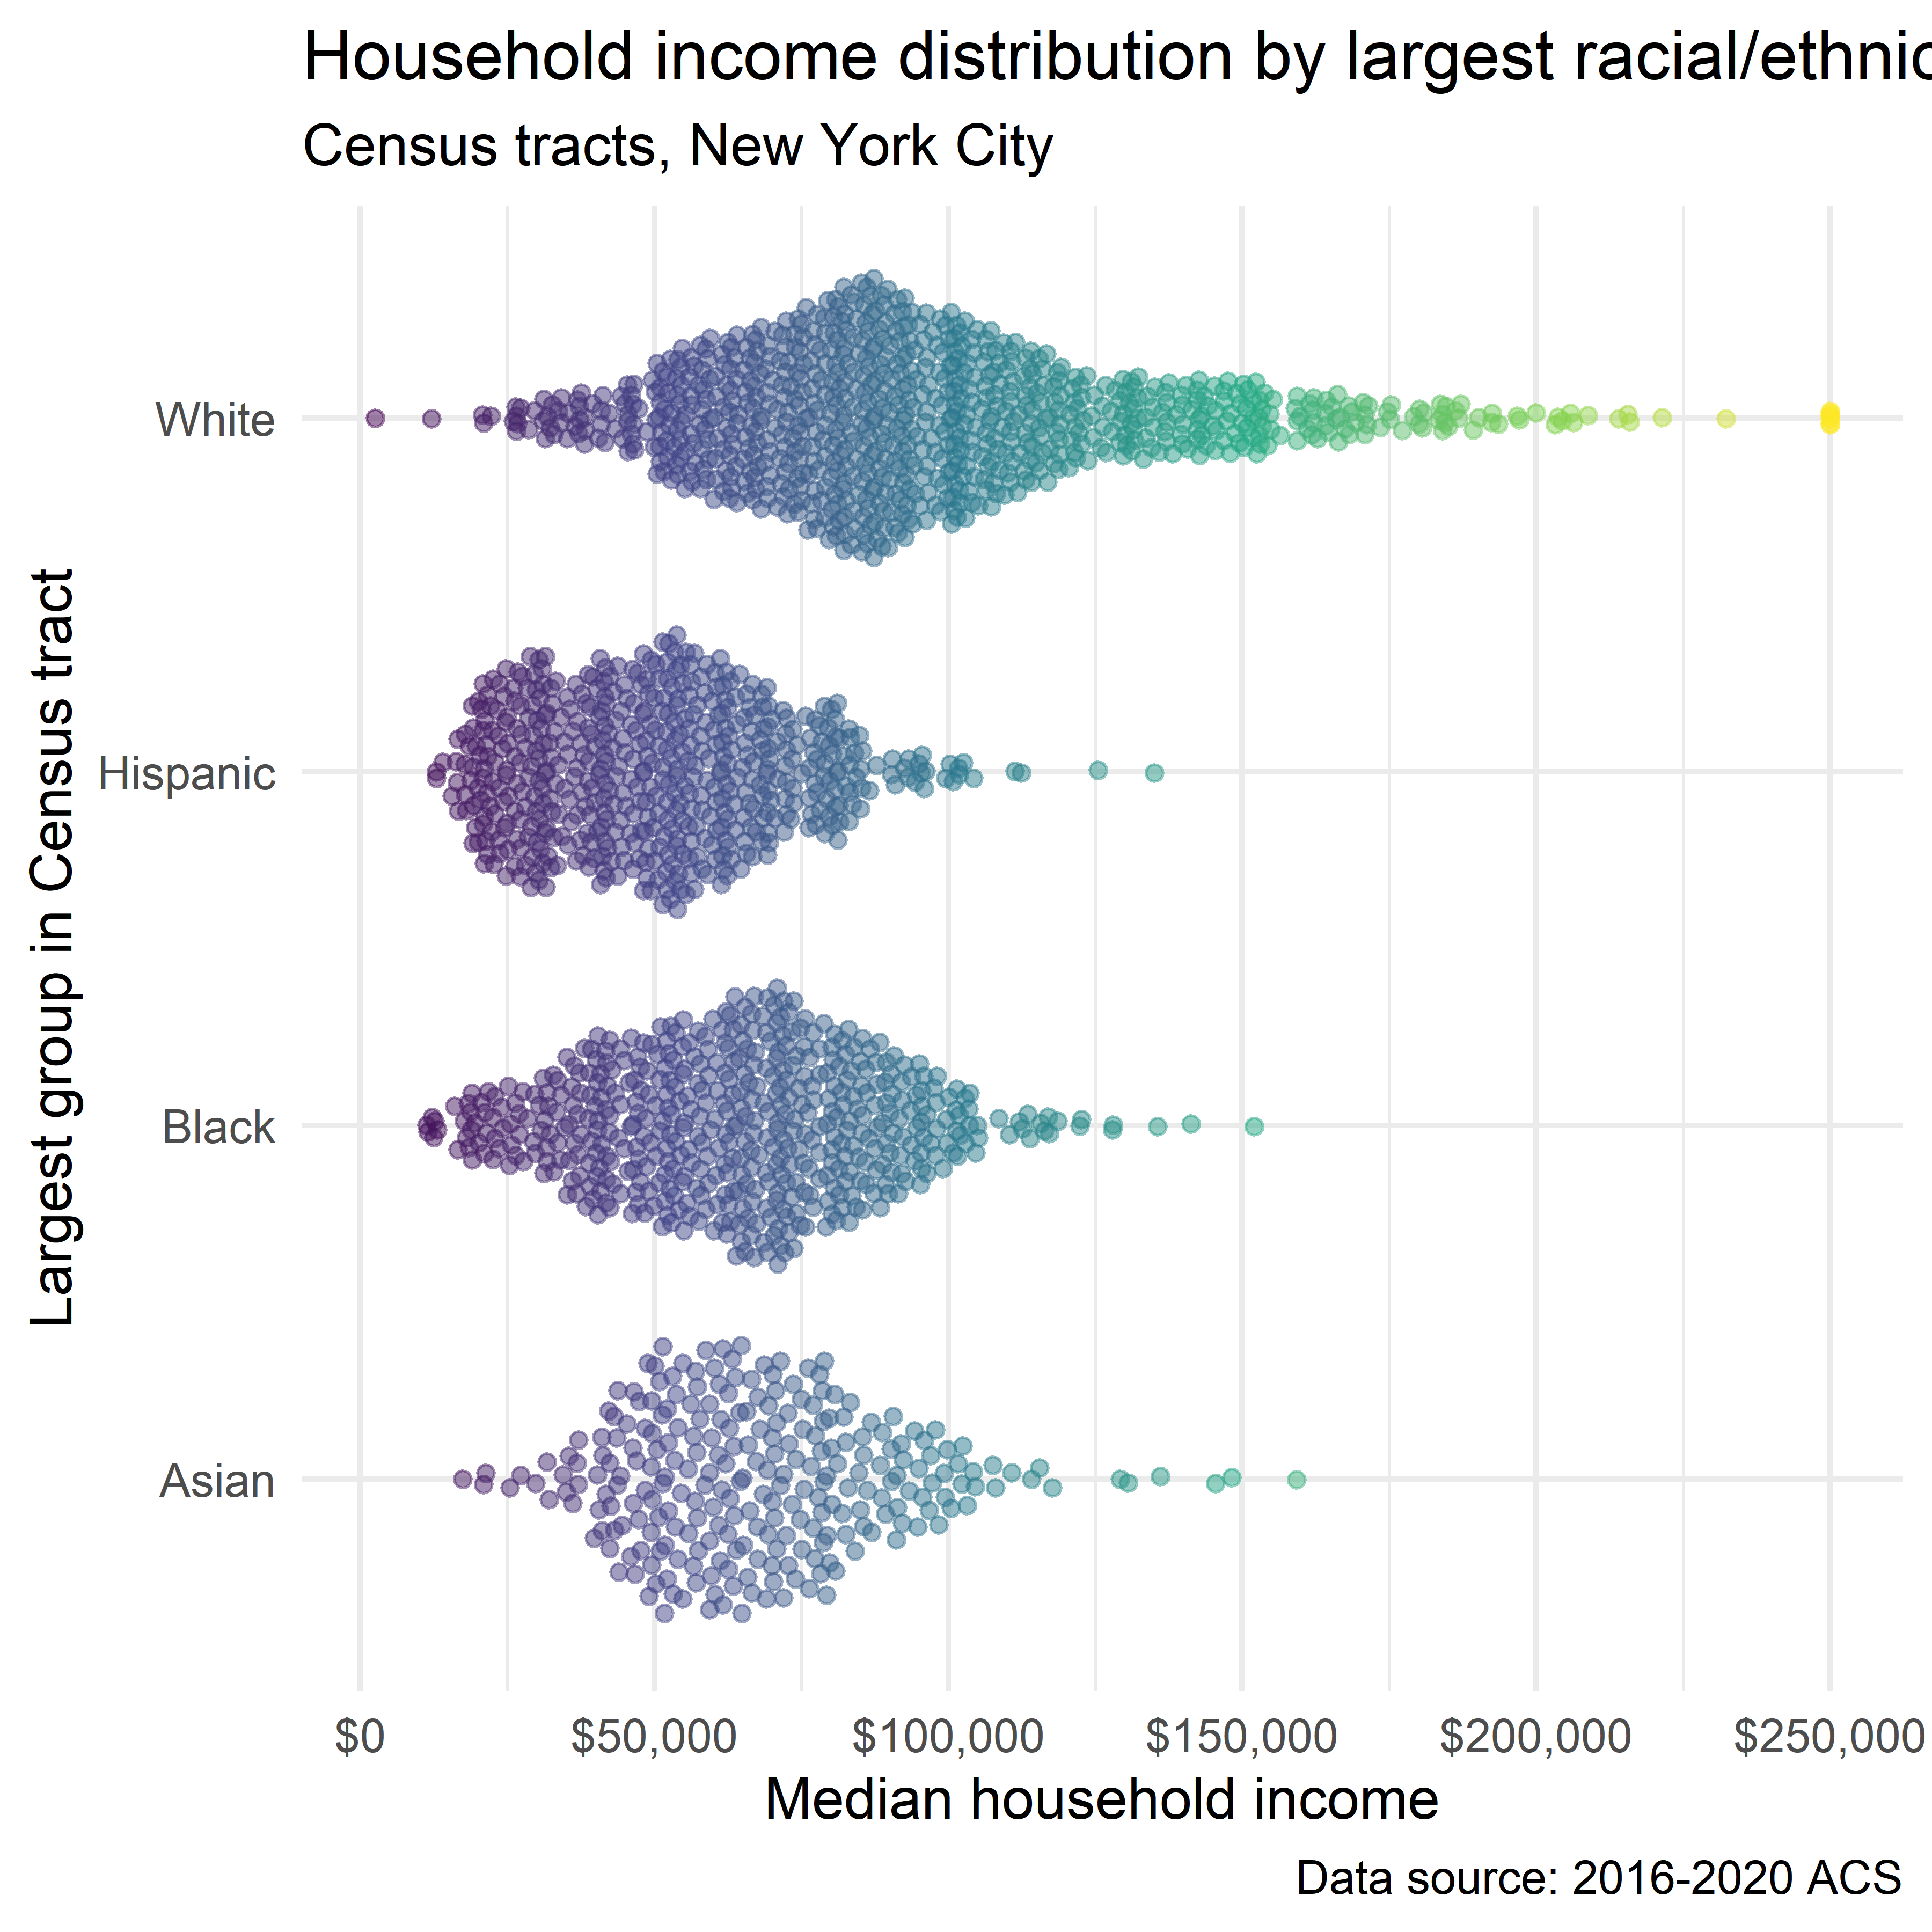 Household income distribution by largest racial/ethnic
Census tracts, New York City
Largest group in Census tract
White
Hispanic
Black
Asian
$0 $50,000 $100,000 $150,000 $200,000 $250,000
Median household income
Data source: 2016-2020 ACS